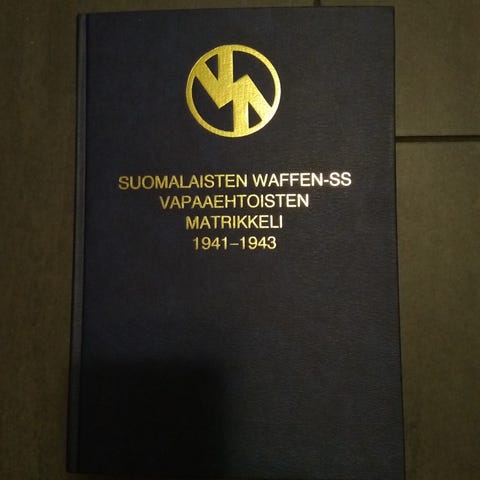 SUOMALAISTEN WAFFEN-SS
VAPAAEHTOISTEN
MATRIKKELI
1941–1943